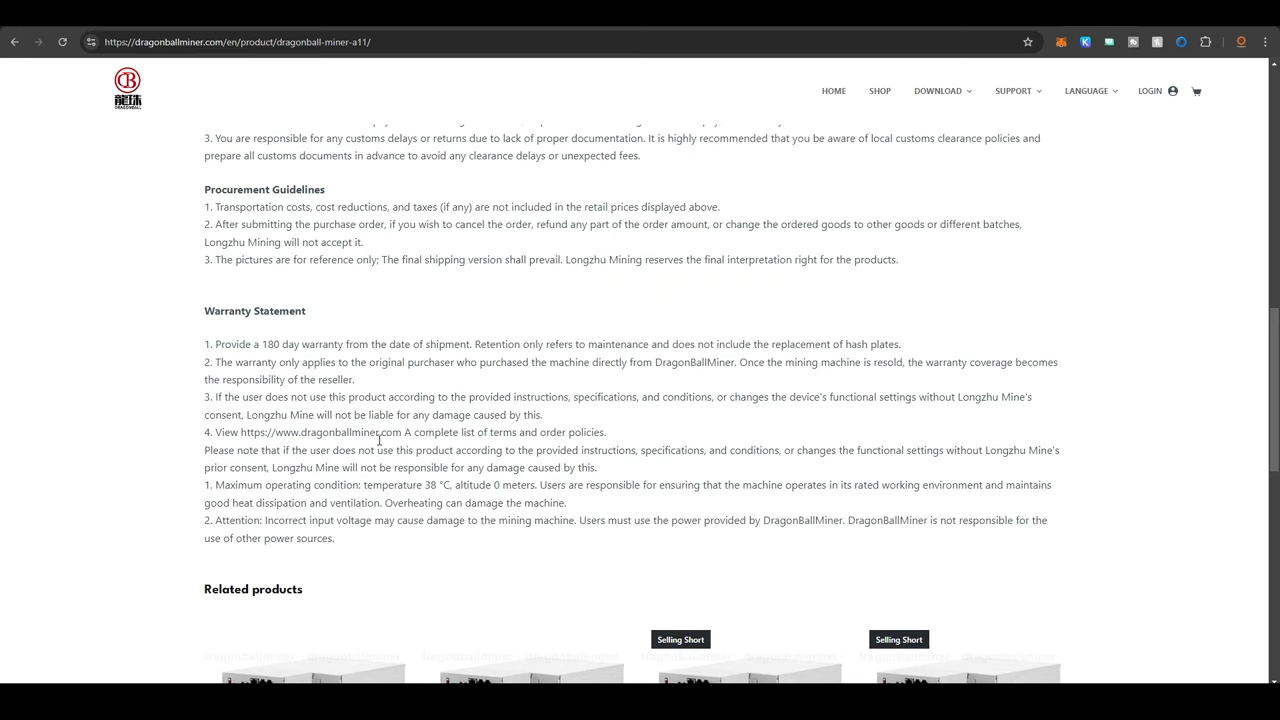 https://dragonballminer.com/en/product/dragonball-miner-a11/
龍珠
DRAGONBALL
HOME SHOP DOWNLOAD SUPPORT LANGUAGE LOGIN
3. You are responsible for any customs delays or returns due to lack of proper documentation. It is highly recommended that you be aware of local customs clearance policies and
prepare all customs documents in advance to avoid any clearance delays or unexpected fees.
Procurement Guidelines
1. Transportation costs, cost reductions, and taxes (if any) are not included in the retail prices displayed above.
2. After submitting the purchase order, if you wish to cancel the order, refund any part of the order amount, or change the ordered goods to other goods or different batches,
Longzhu Mining will not accept it.
3. The pictures are for reference only; The final shipping version shall prevail. Longzhu Mining reserves the final interpretation right for the products.
Warranty Statement
1. Provide a 180 day warranty from the date of shipment. Retention only refers to maintenance and does not include the replacement of hash plates.
2. The warranty only applies to the original purchaser who purchased the machine directly from DragonBallMiner. Once the mining machine is resold, the warranty coverage becomes
the responsibility of the reseller.
3. If the user does not use this product according to the provided instructions, specifications, and conditions, or changes the device's functional settings without Longzhu Mine's
consent, Longzhu Mine will not be liable for any damage caused by this.
4. View https://www.dragonballminer.com A complete list of terms and order policies.
Please note that if the user does not use this product according to the provided instructions, specifications, and conditions, or changes the functional settings without Longzhu Mine's
prior consent, Longzhu Mine will not be responsible for any damage caused by this.
1. Maximum operating condition: temperature 38 °C, altitude 0 meters. Users are responsible for ensuring that the machine operates in its rated working environment and maintains
good heat dissipation and ventilation. Overheating can damage the machine.
2. Attention: Incorrect input voltage may cause damage to the mining machine. Users must use the power provided by DragonBallMiner. DragonBallMiner is not responsible for the
use of other power sources.
Related products
Selling Short Selling Short